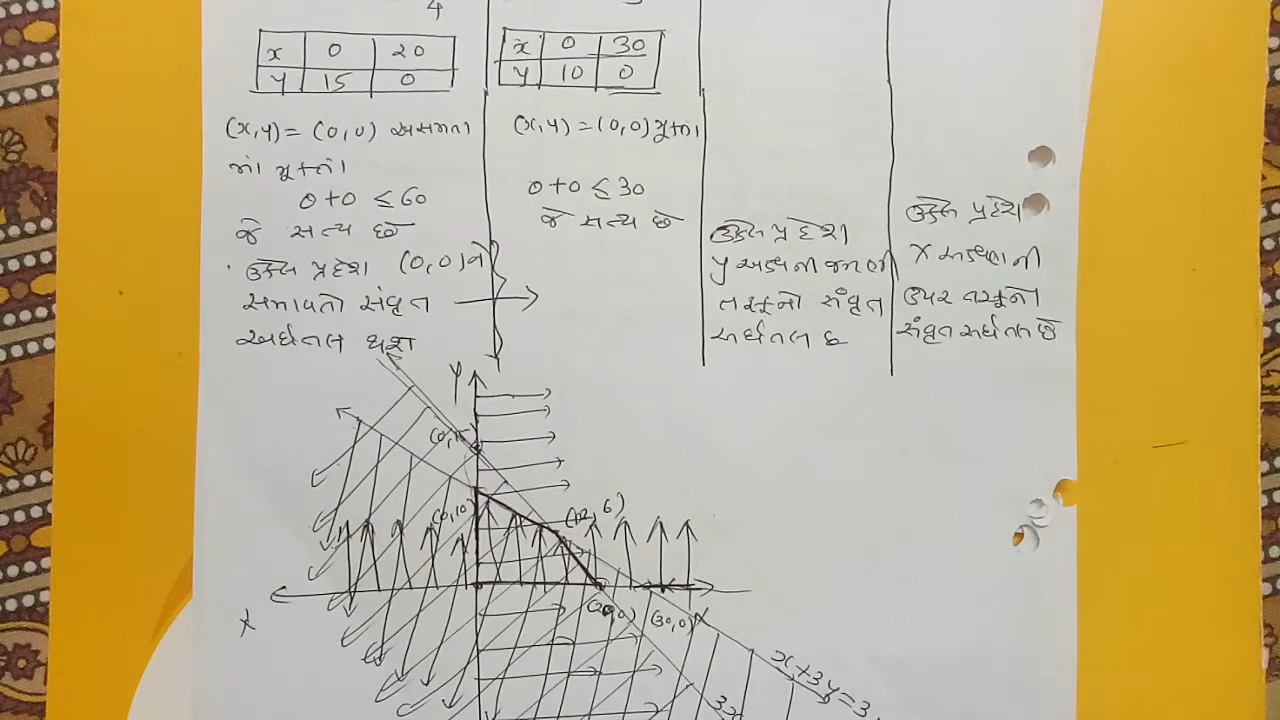 4
x 0 20
y 15 0
(x,y) = (0,0) અસમતા
માં મૂકતાં
0+0 ≤ 60
જે સત્ય છે
ઉકેલ પ્રદેશ (0,0) ને
સમાવતો સંવૃત
અર્ધતલ થશે
x 0 30
y 10 0
(x,y) = (0,0) મૂકતાં
0+0 ≤ 30
જે સત્ય છે
ઉકેલ પ્રદેશ
y અક્ષની જમણી
તરફનો સંવૃત
અર્ધતલ છે
ઉકેલ પ્રદેશ
x અક્ષની
ઉપર તરફનો
સંવૃત અર્ધતલ છે
y
(0,15)
(0,10)
(12,6)
(20,0)
(30,0)
x
x
x+3y=3
3x